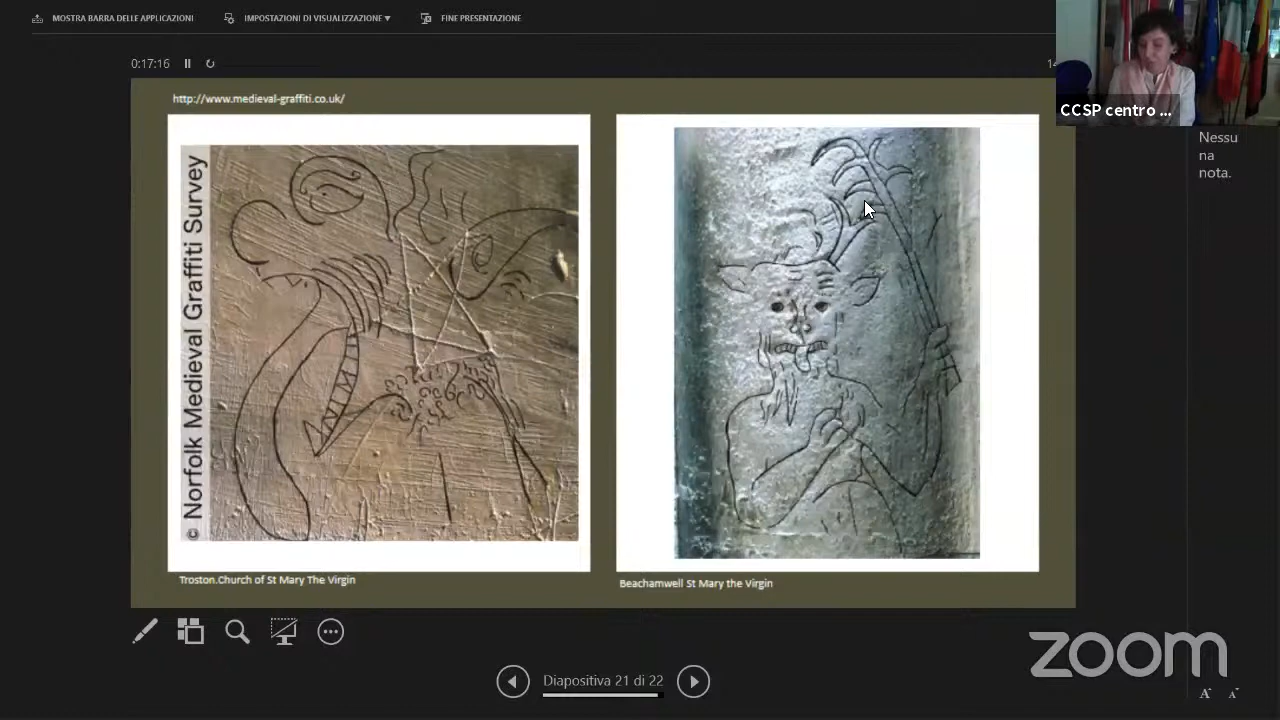 MOSTRA BARRA DELLE APPLICAZIONI
IMPOSTAZIONI DI VISUALIZZAZIONE ▾
FINE PRESENTAZIONE
0:17:16
14
CCSP centro ...
Nessu
na
nota.
http://www.medieval-graffiti.co.uk/
© Norfolk Medieval Graffiti Survey
Troston.Church of St Mary The Virgin
Beachamwell St Mary the Virgin
Diapositiva 21 di 22
zoom
A A